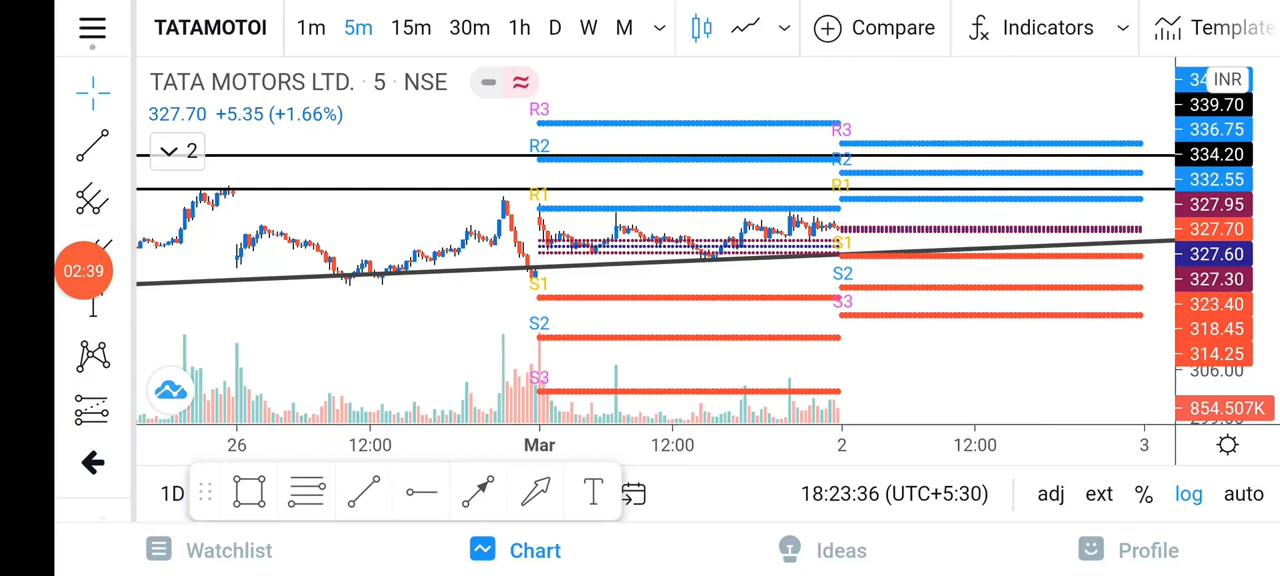 TATAMOTOI 1m 5m 15m 30m 1h D W M Compare Indicators Template
TATA MOTORS LTD. · 5 · NSE
327.70 +5.35 (+1.66%)
2
02:39
R3
R2
R1
S1
S2
S3
R3
R2
R1
S1
S2
S3
INR
339.70
336.75
334.20
332.55
327.95
327.70
327.60
327.30
323.40
318.45
314.25
306.00
854.507K
26 12:00 Mar 12:00 2 12:00 3
1D T 18:23:36 (UTC+5:30) adj ext % log auto
Watchlist Chart Ideas Profile